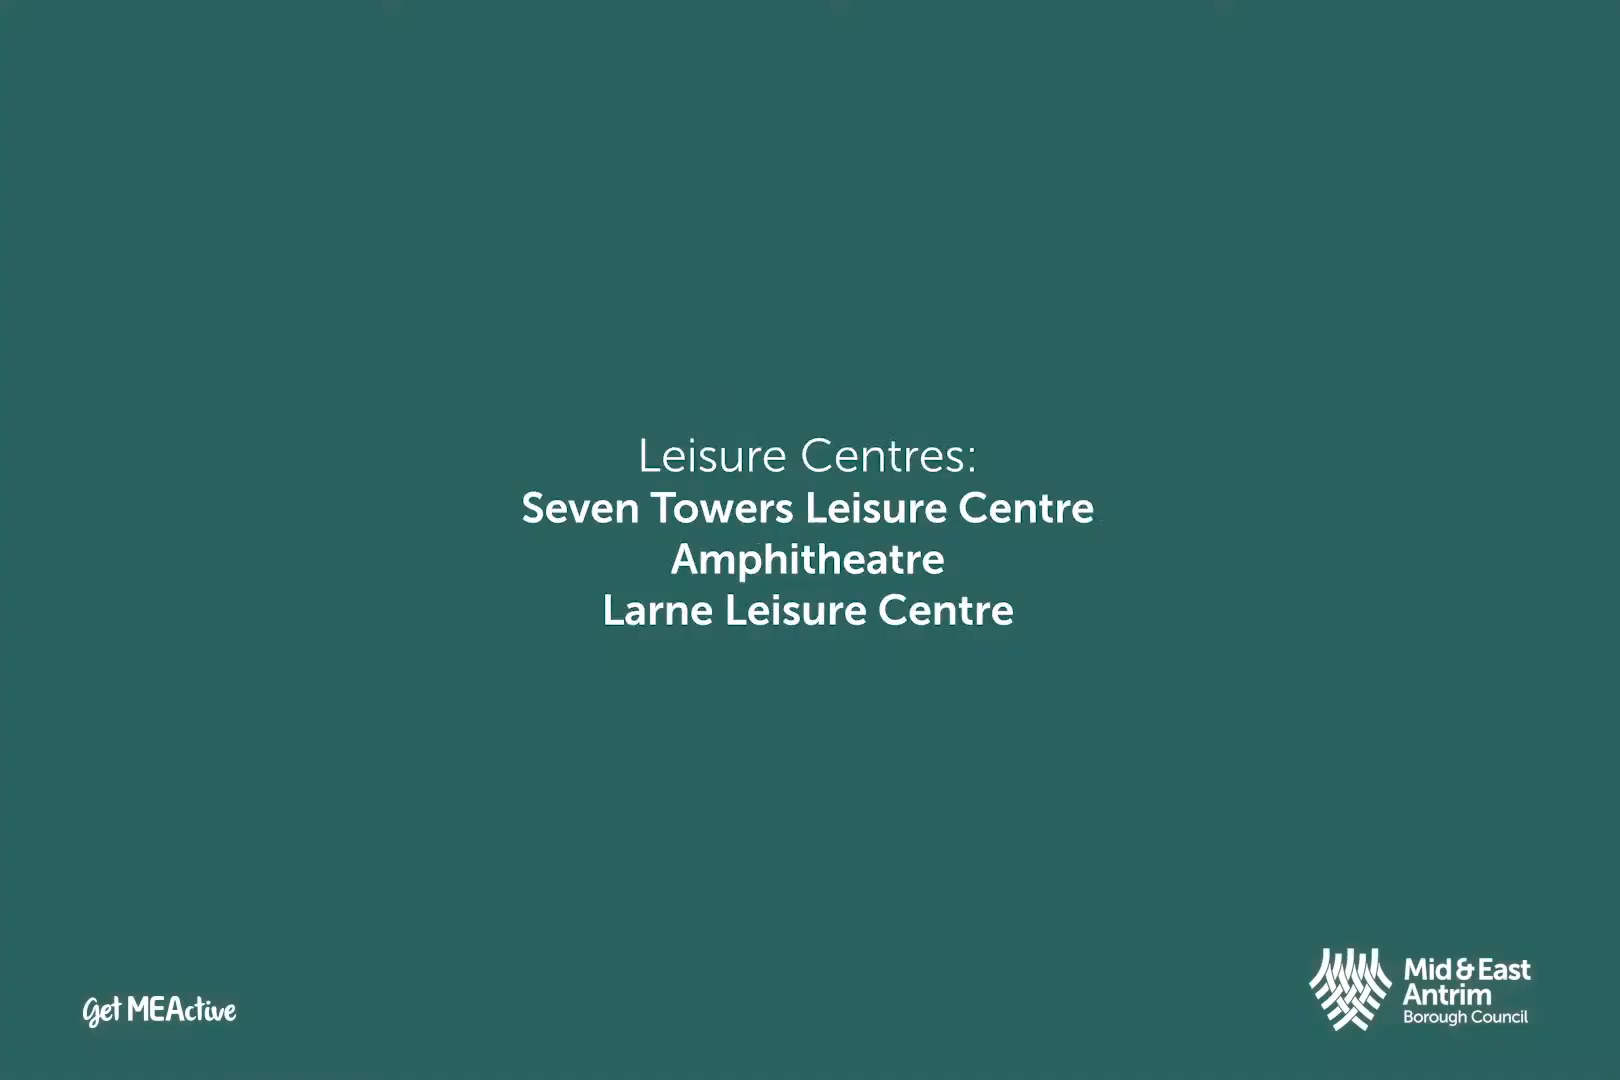 Leisure Centres:
Seven Towers Leisure Centre
Amphitheatre
Larne Leisure Centre
Get MEActive
Mid & East
Antrim
Borough Council